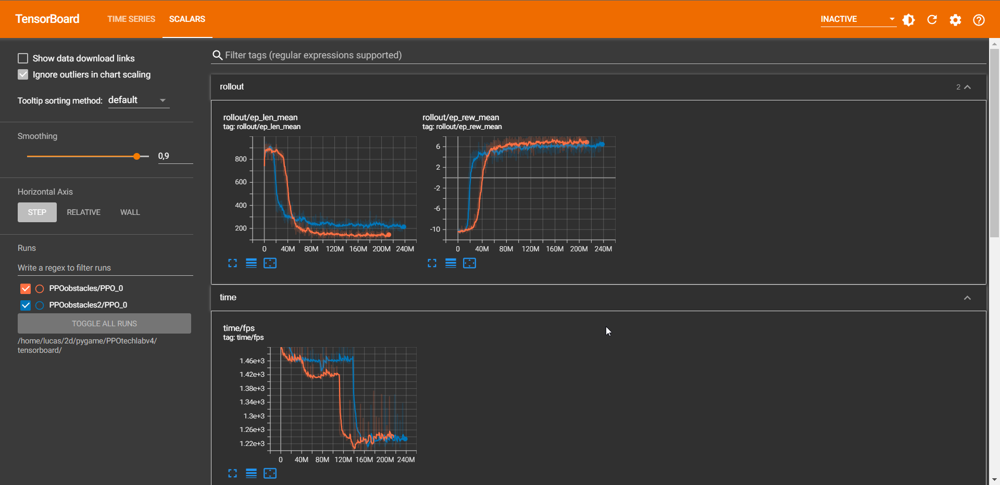 TensorBoard
TIME SERIES
SCALARS
INACTIVE
Show data download links
Ignore outliers in chart scaling
Tooltip sorting method: default
Smoothing
0,9
Horizontal Axis
STEP
RELATIVE
WALL
Runs
Write a regex to filter runs
PPOobstacles/PPO_0
PPOobstacles2/PPO_0
TOGGLE ALL RUNS
/home/lucas/2d/pygame/PPOtechlabv4/
tensorboard/
Filter tags (regular expressions supported)
rollout
2
rollout/ep_len_mean
tag: rollout/ep_len_mean
800
600
400
200
0 40M 80M 120M 160M 200M 240M
rollout/ep_rew_mean
tag: rollout/ep_rew_mean
6
2
-2
-6
-10
0 40M 80M 120M 160M 200M 240M
time
time/fps
tag: time/fps
1.46e+3
1.42e+3
1.38e+3
1.34e+3
1.3e+3
1.26e+3
1.22e+3
0 40M 80M 120M 160M 200M 240M